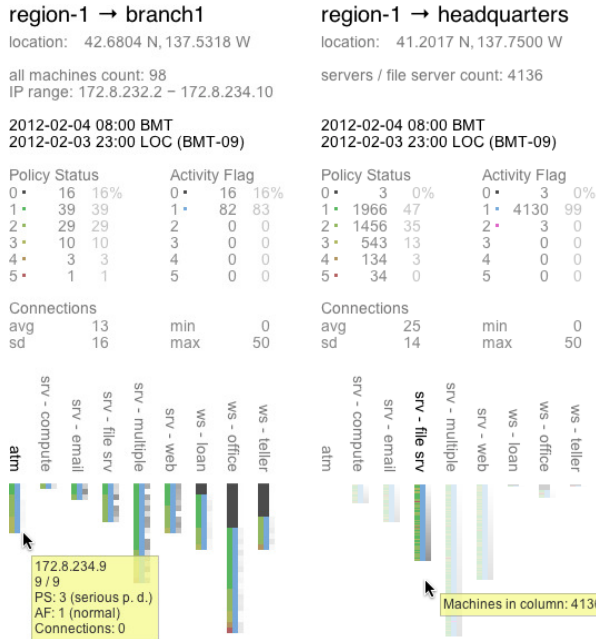 region-1 → branch1
location: 42.6804 N, 137.5318 W
all machines count: 98
IP range: 172.8.232.2 − 172.8.234.10
2012-02-04 08:00 BMT
2012-02-03 23:00 LOC (BMT-09)
Policy Status Activity Flag
0 16 16% 0 16 16%
1 39 39 1 82 83
2 29 29 2 0 0
3 10 10 3 0 0
4 3 3 4 0 0
5 1 1 5 0 0
Connections
avg 13 min 0
sd 16 max 50
atm
srv - compute
srv - email
srv - file srv
srv - multiple
srv - web
ws - loan
ws - office
ws - teller
172.8.234.9
9 / 9
PS: 3 (serious p. d.)
AF: 1 (normal)
Connections: 0
region-1 → headquarters
location: 41.2017 N, 137.7500 W
servers / file server count: 4136
2012-02-04 08:00 BMT
2012-02-03 23:00 LOC (BMT-09)
Policy Status Activity Flag
0 3 0% 0 3 0%
1 1966 47 1 4130 99
2 1456 35 2 3 0
3 543 13 3 0 0
4 134 3 4 0 0
5 34 0 5 0 0
Connections
avg 25 min 0
sd 14 max 50
atm
srv - compute
srv - email
srv - file srv
srv - multiple
srv - web
ws - loan
ws - office
ws - teller
Machines in column: 4136